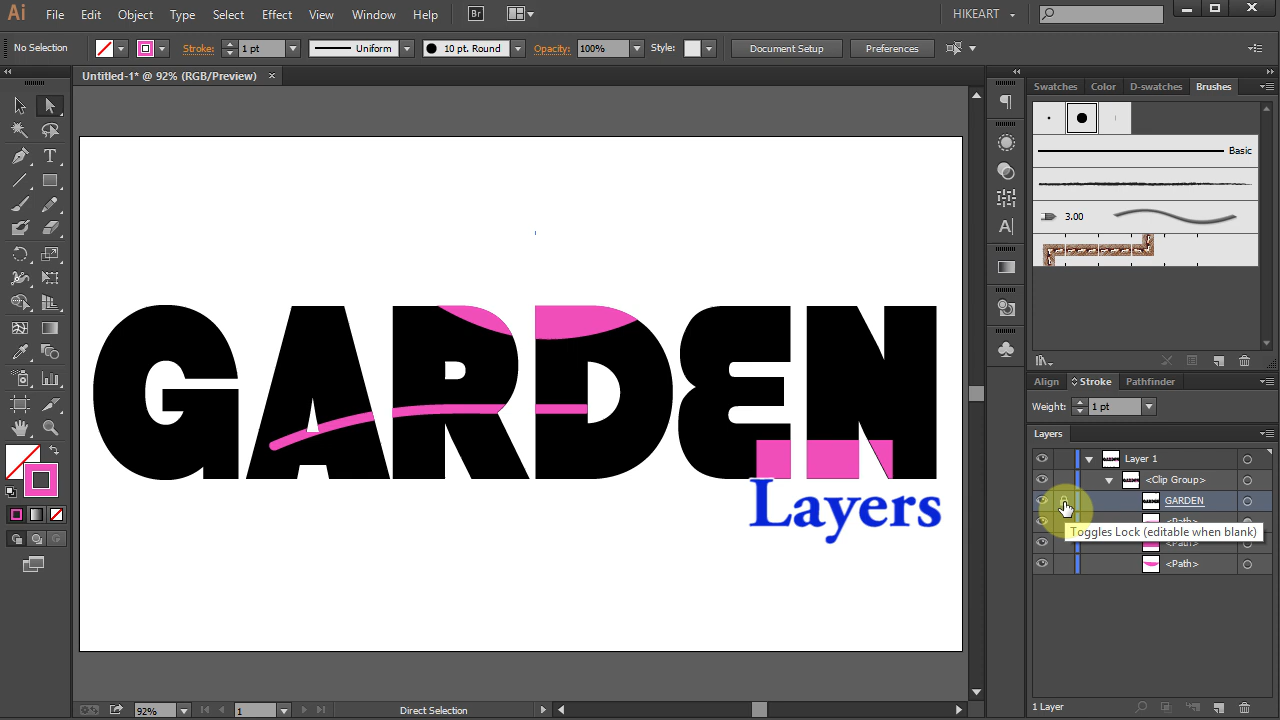 Ai File Edit Object Type Select Effect View Window Help Br HIKEART
No Selection Stroke: 1 pt Uniform 10 pt. Round Opacity: 100% Style: Document Setup Preferences
Untitled-1* @ 92% (RGB/Preview)
Swatches Color D-swatches Brushes
Basic
3.00
Align Stroke Pathfinder
Weight: 1 pt
Layers
Layer 1
<Clip Group>
GARDEN
<Path>
Toggles Lock (editable when blank)
<Path>
<Path>
GARDEN
Layers
92% 1 Direct Selection 1 Layer